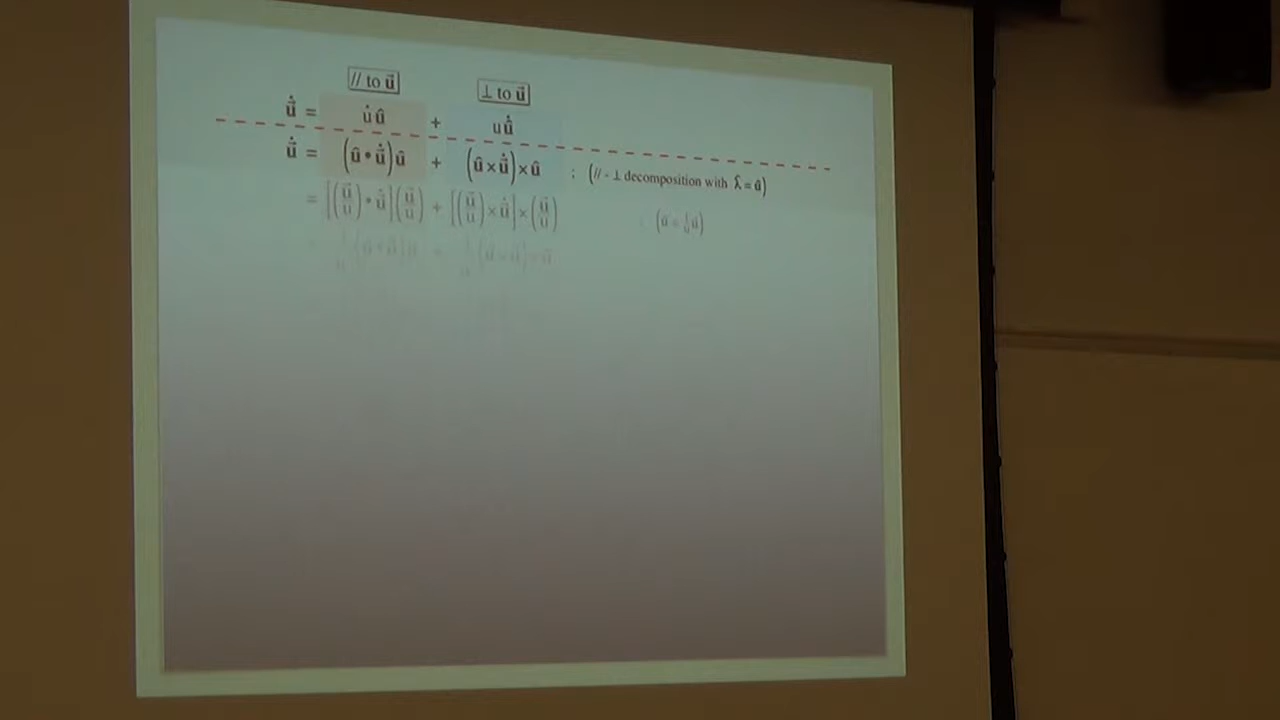 // to u⃗ ⊥ to u⃗
u⃗̇ = u̇ û + u û̇
u⃗̇ = (û • u⃗̇) û + (û × u⃗̇) × û ; (// - ⊥ decomposition with λ̂ = û)
= [(u⃗/u) • u⃗̇](u⃗/u) + [(u⃗/u) × u⃗̇] × (u⃗/u)